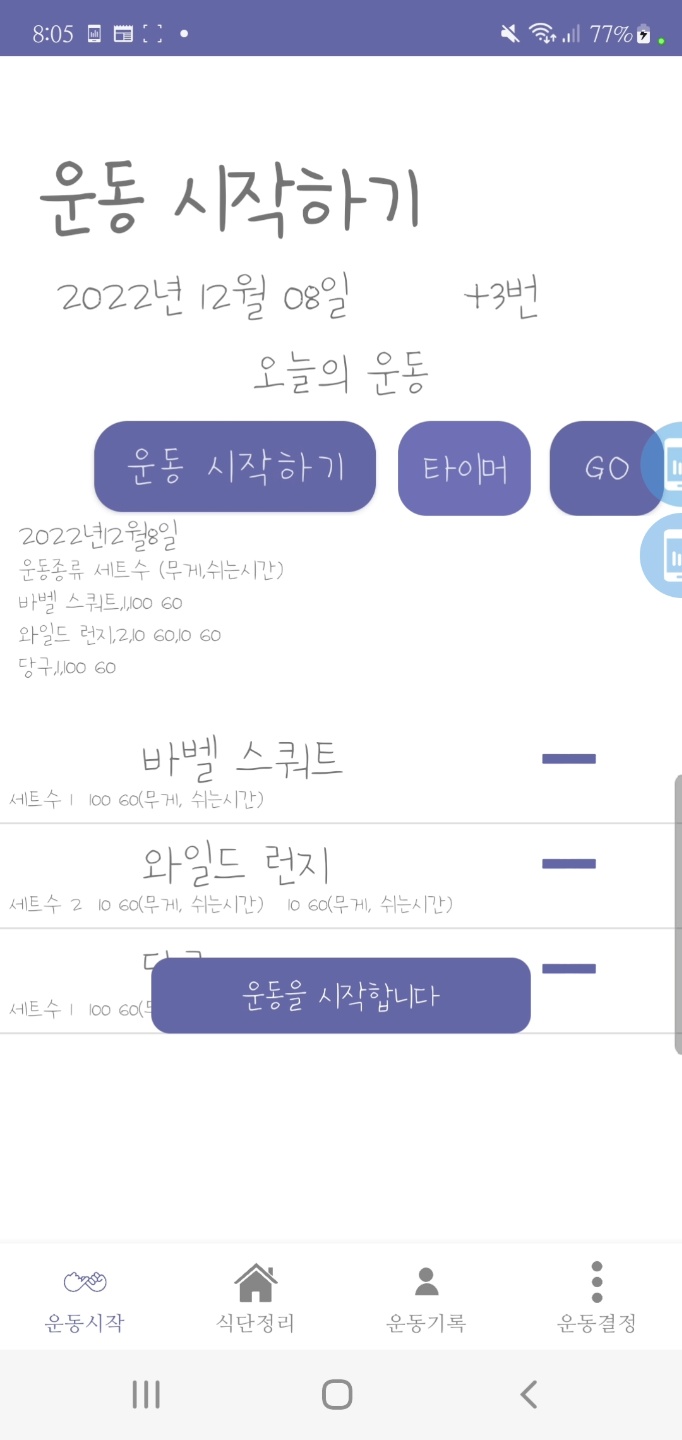 8:05 77%
운동 시작하기
2022년 12월 08일 +3번
오늘의 운동
운동 시작하기 타이머 GO
2022년12월8일
운동종류 세트수 (무게,쉬는시간)
바벨 스쿼트,1,100 60
와일드 런지,2,10 60,10 60
당구,1,100 60
바벨 스쿼트
세트수 1 100 60(무게, 쉬는시간)
와일드 런지
세트수 2 10 60(무게, 쉬는시간) 10 60(무게, 쉬는시간)
세트수 1 100 60(
운동을 시작합니다
운동시작 식단정리 운동기록 운동결정